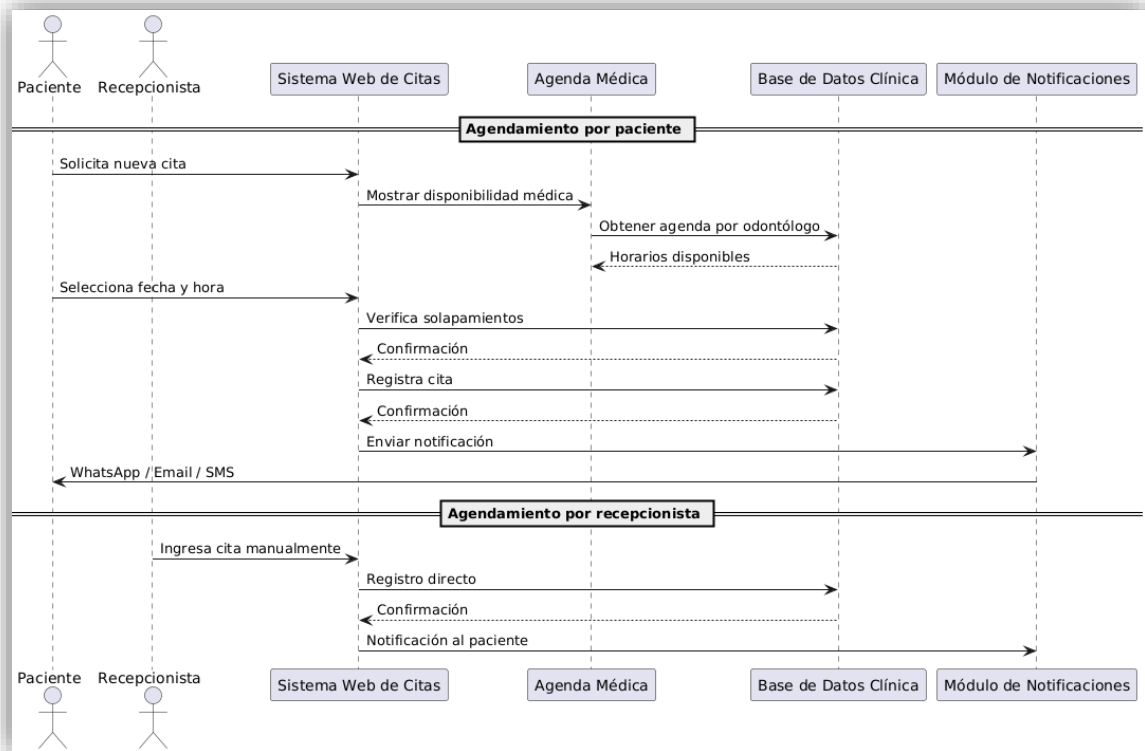 Paciente Recepcionista Sistema Web de Citas Agenda Médica Base de Datos Clínica Módulo de Notificaciones
Agendamiento por paciente
Solicita nueva cita
Mostrar disponibilidad médica
Obtener agenda por odontólogo
Horarios disponibles
Selecciona fecha y hora
Verifica solapamientos
Confirmación
Registra cita
Confirmación
Enviar notificación
WhatsApp / Email / SMS
Agendamiento por recepcionista
Ingresa cita manualmente
Registro directo
Confirmación
Notificación al paciente
Paciente Recepcionista Sistema Web de Citas Agenda Médica Base de Datos Clínica Módulo de Notificaciones